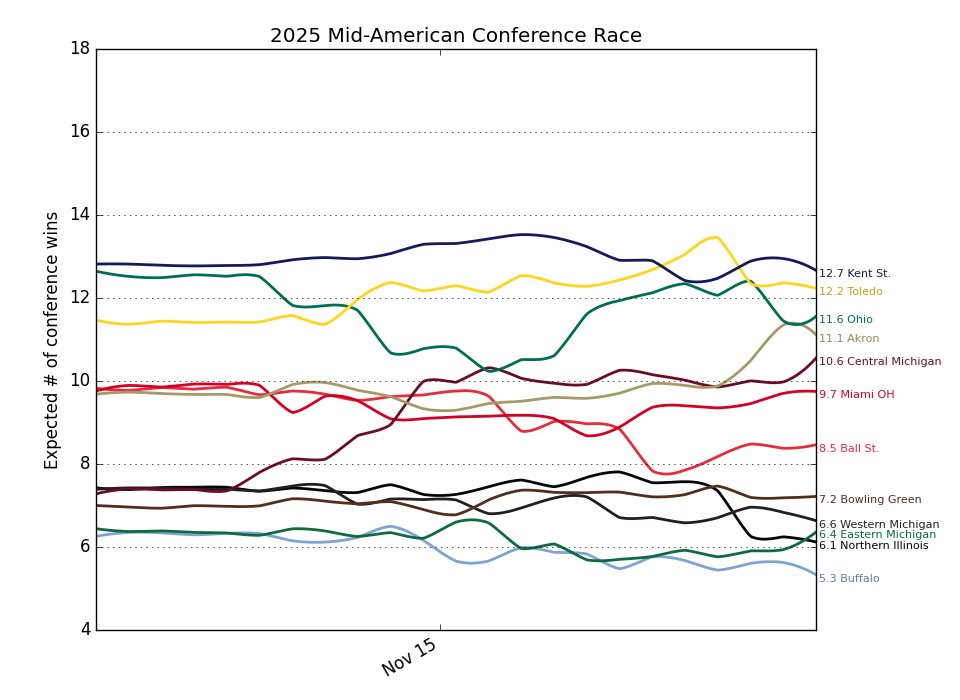 2025 Mid-American Conference Race
Expected # of conference wins
18
16
14
12
10
8
6
4
Nov 15
12.7 Kent St.
12.2 Toledo
11.6 Ohio
11.1 Akron
10.6 Central Michigan
9.7 Miami OH
8.5 Ball St.
7.2 Bowling Green
6.6 Western Michigan
6.4 Eastern Michigan
6.1 Northern Illinois
5.3 Buffalo